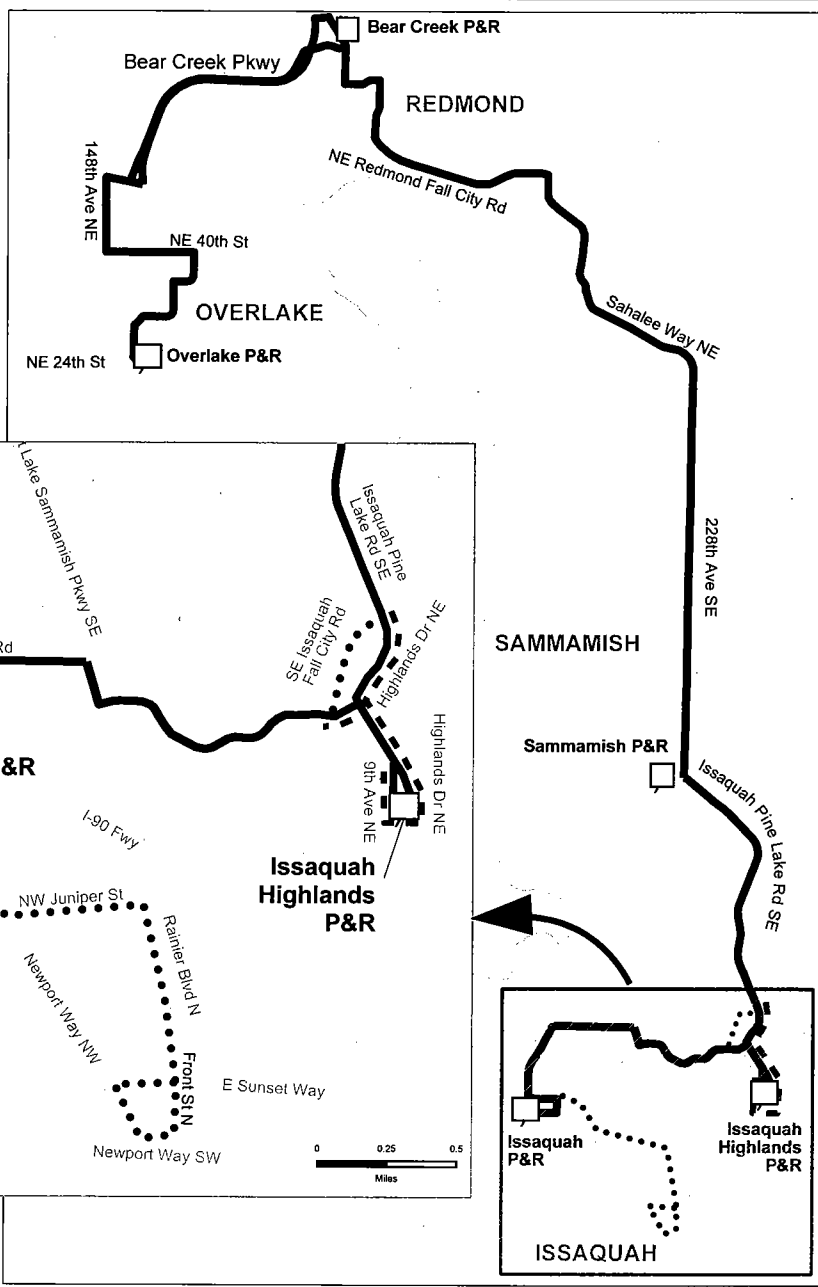 Bear Creek P&R
Bear Creek Pkwy
REDMOND
148th Ave NE
NE Redmond Fall City Rd
NE 40th St
OVERLAKE
NE 24th St
Overlake P&R
Sahalee Way NE
228th Ave SE
SAMMAMISH
Sammamish P&R
Issaquah Pine Lake Rd SE
Lake Sammamish Pkwy SE
Issaquah Pine
Lake Rd SE
SE Issaquah
Fall City Rd
Highlands Dr NE
Rd
&R
9th Ave NE
Highlands Dr NE
I-90 Fwy
Issaquah
Highlands
P&R
NW Juniper St
Rainier Blvd N
Newport Way NW
Front St N
E Sunset Way
Newport Way SW
0
0.25
0.5
Miles
Issaquah
P&R
Issaquah
Highlands
P&R
ISSAQUAH